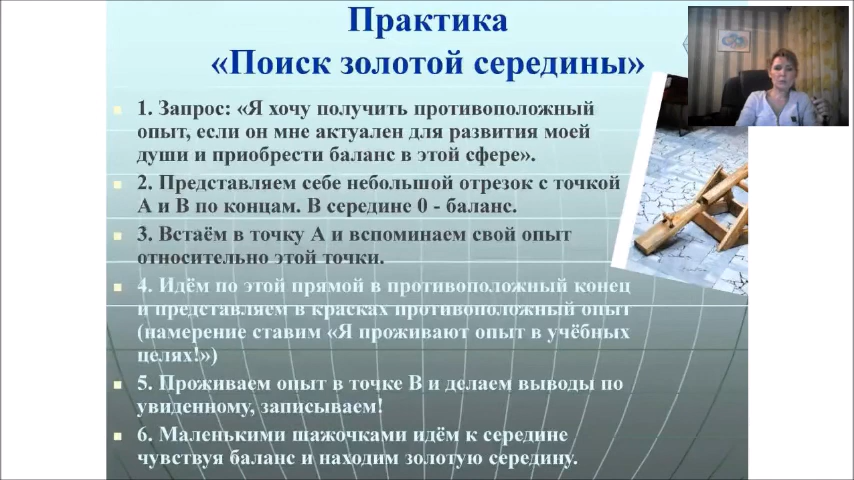 Практика
«Поиск золотой середины»
1. Запрос: «Я хочу получить противоположный
опыт, если он мне актуален для развития моей
души и приобрести баланс в этой сфере».
2. Представляем себе небольшой отрезок с точкой
А и В по концам. В середине 0 - баланс.
3. Встаём в точку А и вспоминаем свой опыт
относительно этой точки.
4. Идём по этой прямой в противоположный конец
и представляем в красках противоположный опыт
(намерение ставим «Я проживают опыт в учёбных
целях!»)
5. Проживаем опыт в точке В и делаем выводы по
увиденному, записываем!
6. Маленькими шажочками идём к середине
чувствуя баланс и находим золотую середину.